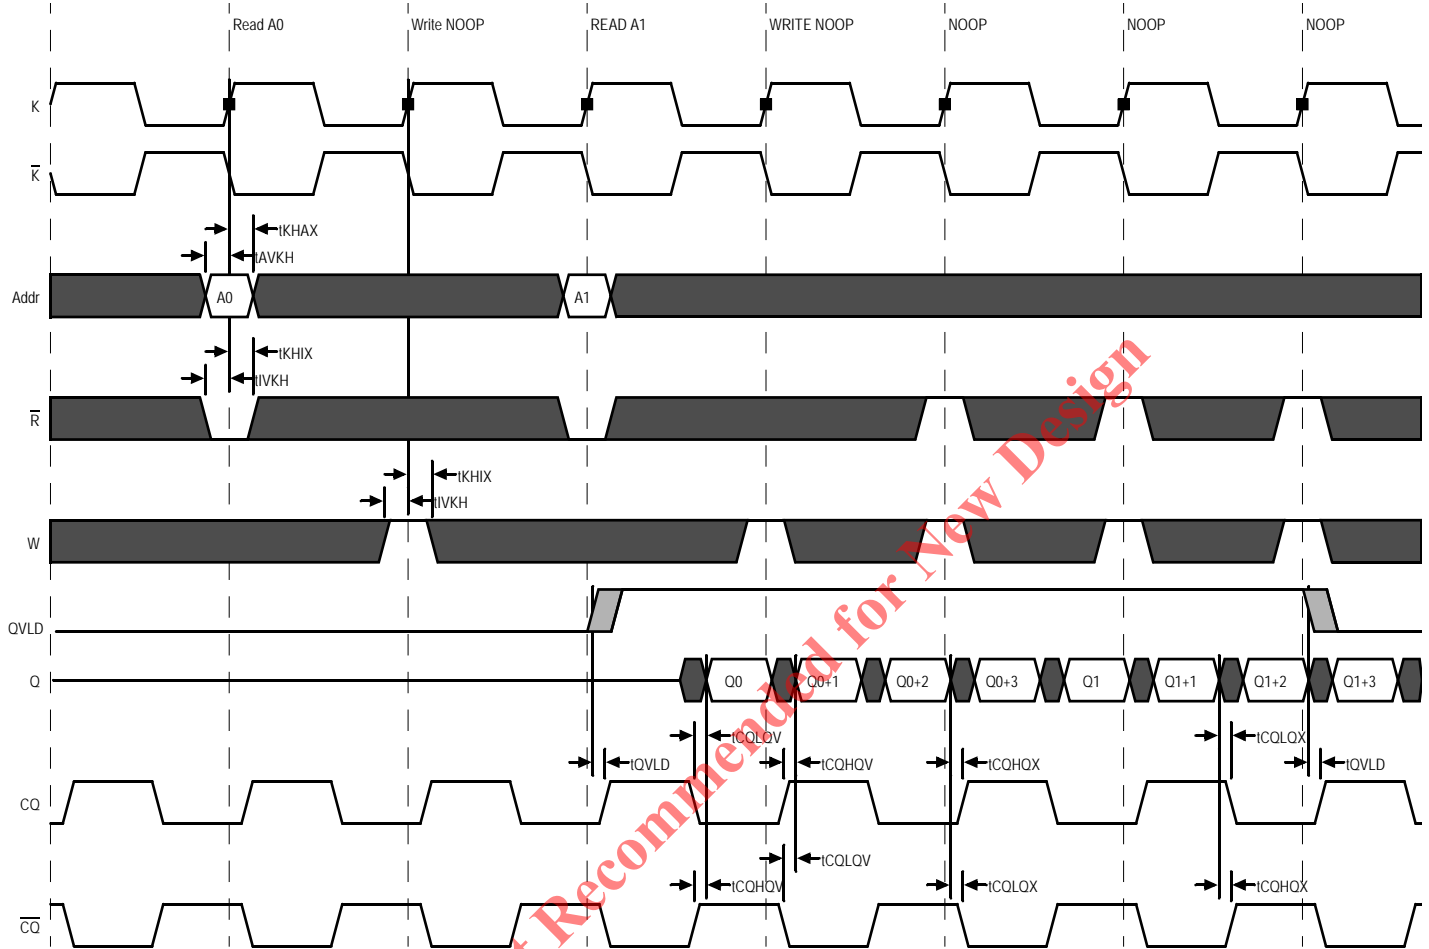 Read A0 Write NOOP READ A1 WRITE NOOP NOOP NOOP NOOP
K
K
tKHAX
tAVKH
Addr A0 A1
tKHIX
tIVKH
R
tKHIX
tIVKH
W
QVLD
Q Q0 Q0+1 Q0+2 Q0+3 Q1 Q1+1 Q1+2 Q1+3
tCQLQV tCQLQX
tQVLD tCQHQV tCQHQX tQVLD
CQ
tCQLQV
tCQHQV tCQLQX tCQHQX
CQ
t Recommended for New Design